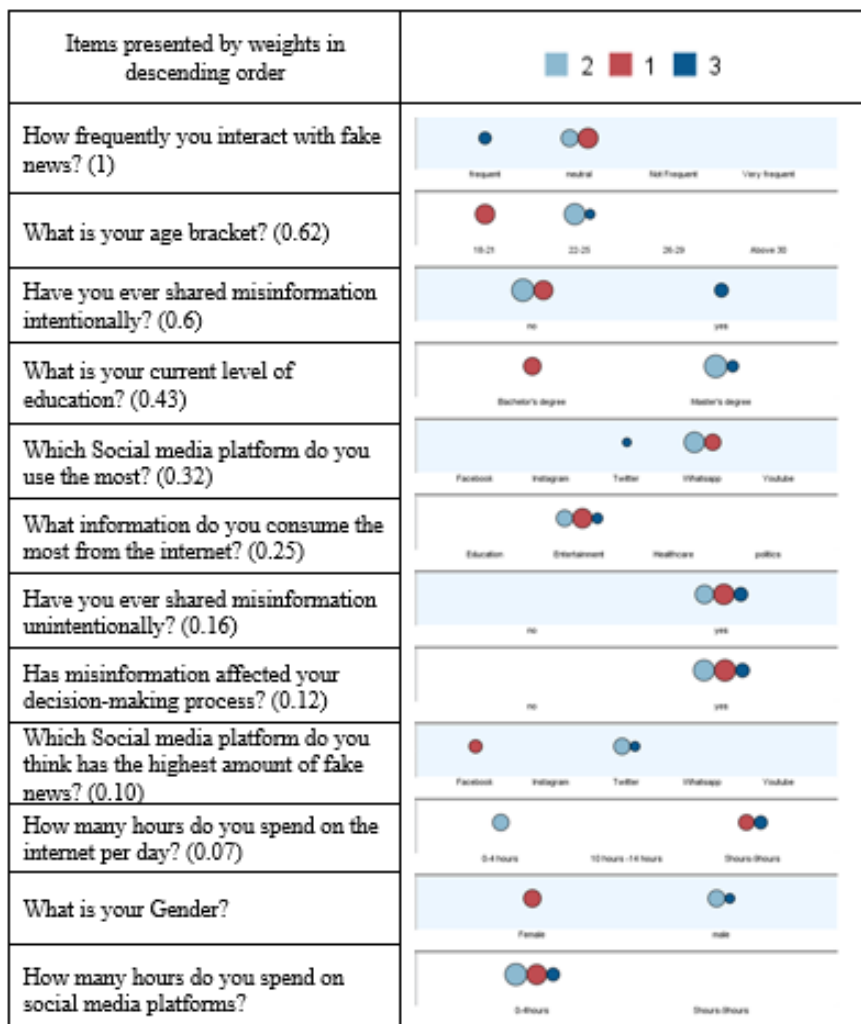 Items presented by weights in
descending order
2 1 3
How frequently you interact with fake
news? (1)
frequent neutral Not Frequent Very frequent
What is your age bracket? (0.62)
18-21 22-25 26-29 Above 30
Have you ever shared misinformation
intentionally? (0.6)
no yes
What is your current level of
education? (0.43)
Bachelor's degree Master's degree
Which Social media platform do you
use the most? (0.32)
Facebook Instagram Twitter Whatsapp Youtube
What information do you consume the
most from the internet? (0.25)
Education Entertainment Healthcare politics
Have you ever shared misinformation
unintentionally? (0.16)
no yes
Has misinformation affected your
decision-making process? (0.12)
no yes
Which Social media platform do you
think has the highest amount of fake
news? (0.10)
Facebook Instagram Twitter Whatsapp Youtube
How many hours do you spend on the
internet per day? (0.07)
0-4 hours 10 hours -14 hours 5hours-9hours
What is your Gender?
Female male
How many hours do you spend on
social media platforms?
0-4hours 5hours-9hours